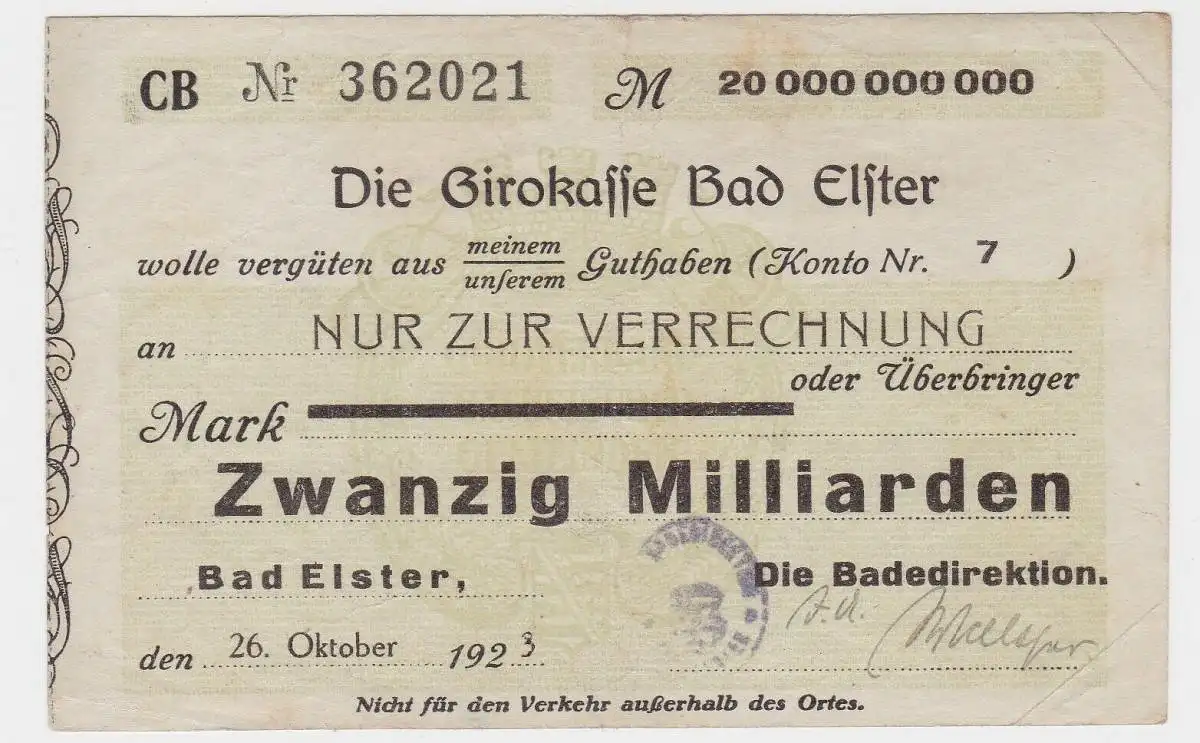 CB Nr 362021 M 20 000 000 000
Die Girokaſſe Bad Elſter
wolle vergüten aus meinem Guthaben (Konto Nr. 7 )
unſerem
an NUR ZUR VERRECHNUNG
oder Überbringer
Mark
Zwanzig Milliarden
Bad Elster, Die Badedirektion.
den 26. Oktober 1923
Nicht für den Verkehr außerhalb des Ortes.